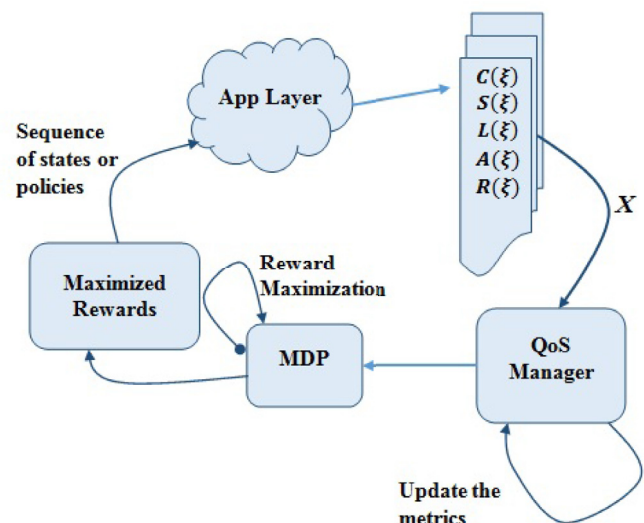 App Layer
C(ξ)
S(ξ)
L(ξ)
A(ξ)
R(ξ)
Sequence
of states or
policies
X
Maximized
Rewards
Reward
Maximization
MDP
QoS
Manager
Update the
metrics